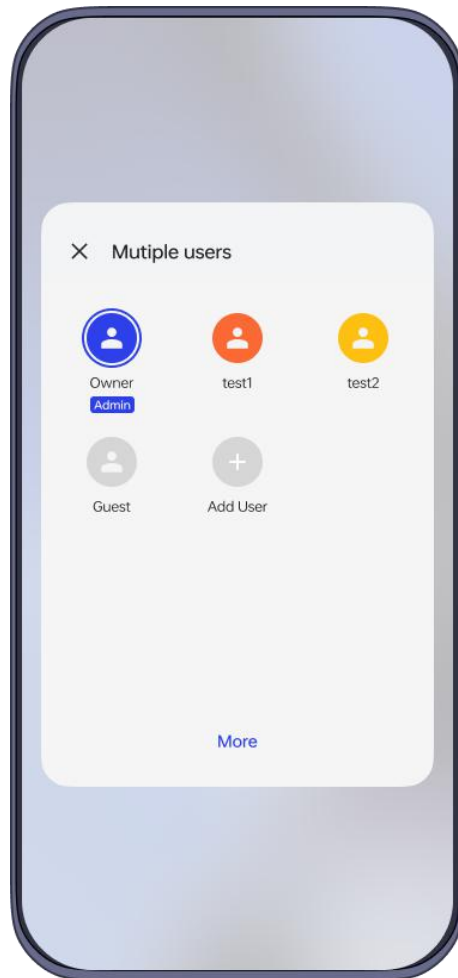 Mutiple users
Owner
Admin
test1
test2
Guest
Add User
More